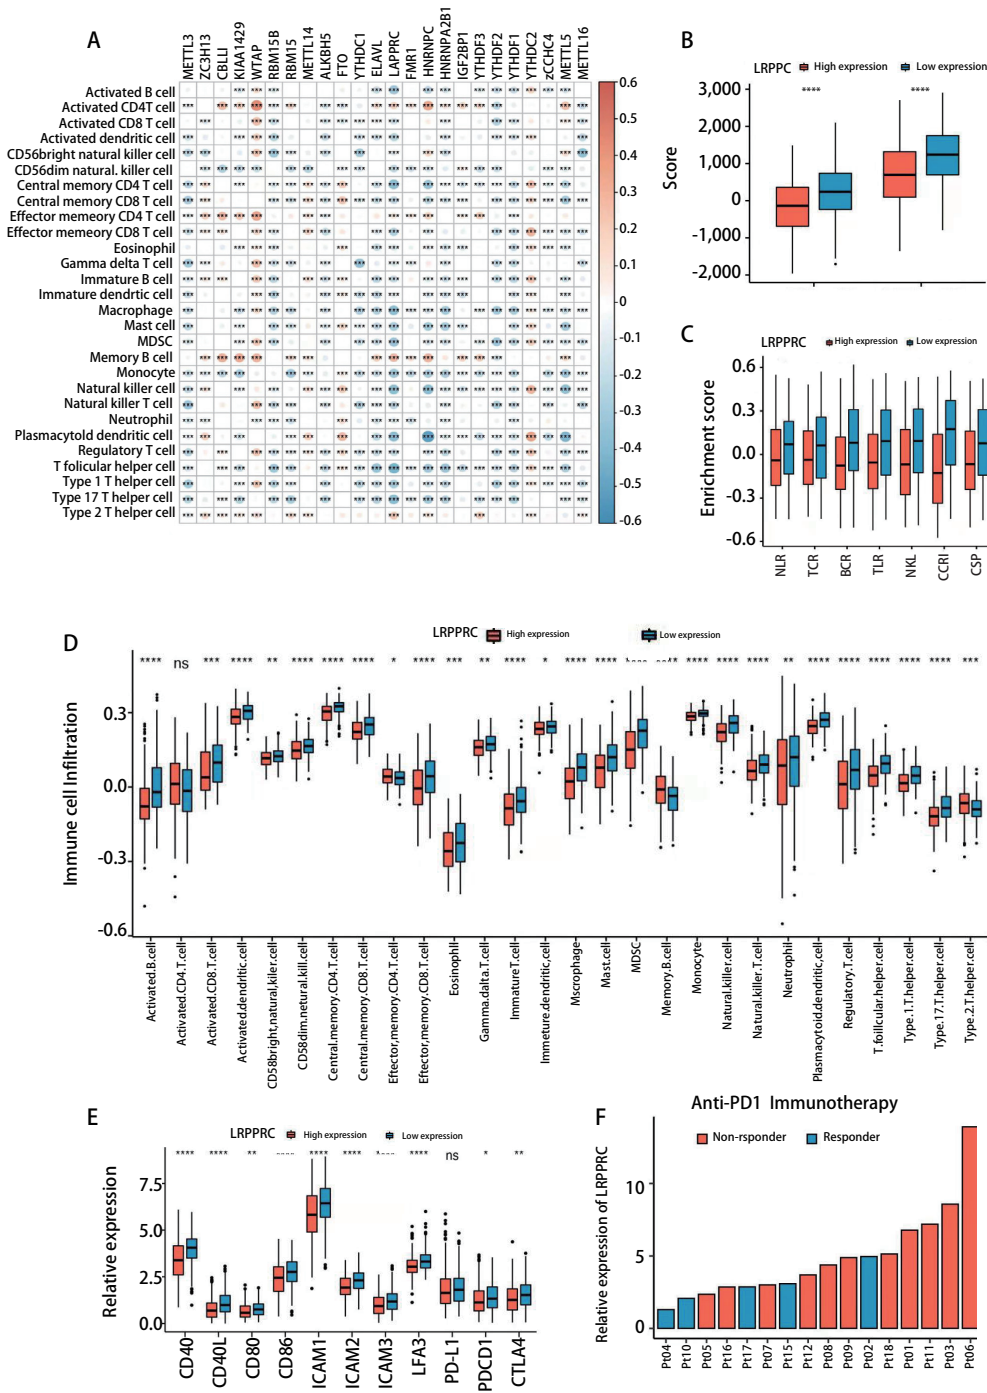 A
METTL3
ZC3H13
CBLLI
KIAA1429
WTAP
RBM15B
RBM15
METTL14
ALKBH5
FTO
YTHDC1
ELAVL
LAPPRC
FMR1
HNRNPC
HNRNPA2B1
IGF2BP1
YTHDF3
YTHDF2
YTHDF1
YTHDC2
zCCHC4
METTL5
METTL16
Activated B cell
Activated CD4T cell
Activated CD8 T cell
Activated dendritic cell
CD56bright natural killer cell
CD56dim natural. killer cell
Central memory CD4 T cell
Central memory CD8 T cell
Effector memeory CD4 T cell
Effector memeory CD8 T cell
Eosinophil
Gamma delta T cell
Immature B cell
Immature dendrtic cell
Macrophage
Mast cell
MDSC
Memory B cell
Monocyte
Natural killer cell
Natural killer T cell
Neutrophil
Plasmacytold dendritic cell
Regulatory T cell
T follcular helper cell
Type 1 T helper cell
Type 17 T helper cell
Type 2 T helper cell
0.6
0.5
0.4
0.3
0.2
0.1
0
-0.1
-0.2
-0.3
-0.4
-0.5
-0.6
B
LRPPC High expression Low expression
**** ****
Score
3,000
2,000
1,000
0
-1,000
-2,000
C
LRPPRC High expression Low expression
Enrichment score
0.6
0.3
0.0
-0.3
-0.6
NLR
TCR
BCR
TLR
NKL
CCRI
CSP
D
LRPPRC High expression Low expression
**** ns *** **** ** **** **** **** * **** *** ** **** * **** ****
**** **** **** ** **** **** **** **** ***
Immune cell Infiltration
0.3
0.0
-0.3
-0.6
Activated.B.cell
Activated.CD4.T.cell
Activated.CD8.T.cell
Activated.dendritic.cell
CD58bright,natural,kiler.cell
CD58dim.netural.kill.cell
Central.memory.CD4.T.cell
Central.memory.CD8.T.cell
Eftector,memory.CD4.T.cell
Effector,memory.CD8.T.cell
Eosinophll
Gamma.dalta.T.cell
Immature T.cell
Immeture.dendritic,cell
Mscrophage
Mast.cell
MDSC
Memory.B.cell
Monocyte
Natural.killer.cell
Natural.killer.T.cell
Neutrophil
Plasmacytoid.dendritic,cell
Regulatory.T.cell
T.foillcular.helper.cell
Type.1.T.helper.cell
Type.17.T.helper.cell
Type.2.T.helper.cell
E
LRPPRC High expression Low expression
**** **** ** **** **** **** ns * **
Relative expression
7.5
5.0
2.5
0.0
CD40
CD40L
CD80
CD86
ICAM1
ICAM2
ICAM3
LFA3
PD-L1
PDCD1
CTLA4
F
Anti-PD1 Immunotherapy
Non-rsponder Responder
Relative expression of LRPPRC
10
5
0
Pt04
Pt10
Pt05
Pt16
Pt17
Pt07
Pt15
Pt12
Pt08
Pt09
Pt02
Pt18
Pt01
Pt11
Pt03
Pt06